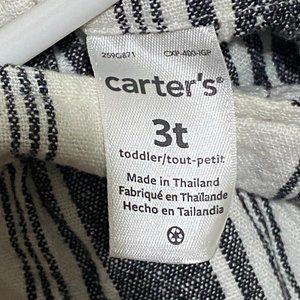 259G871 CXP-400-IGP
carter's
3t
toddler/tout-petit
Made in Thailand
Fabriqué en Thaïlande
Hecho en Tailandia